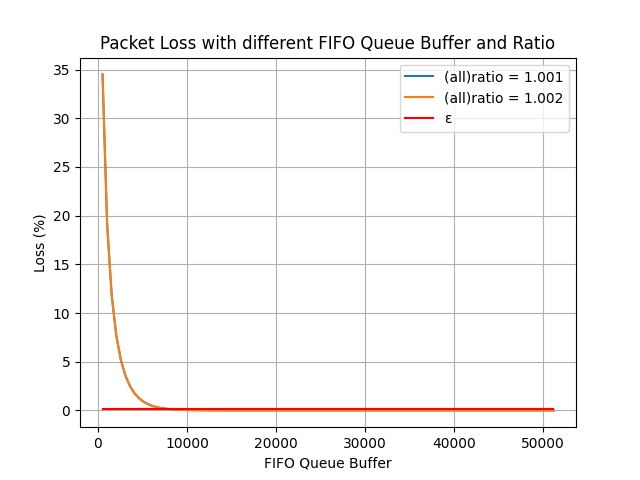 Packet Loss with different FIFO Queue Buffer and Ratio
(all)ratio = 1.001
(all)ratio = 1.002
ε
Loss (%)
35
30
25
20
15
10
5
0
0 10000 20000 30000 40000 50000
FIFO Queue Buffer